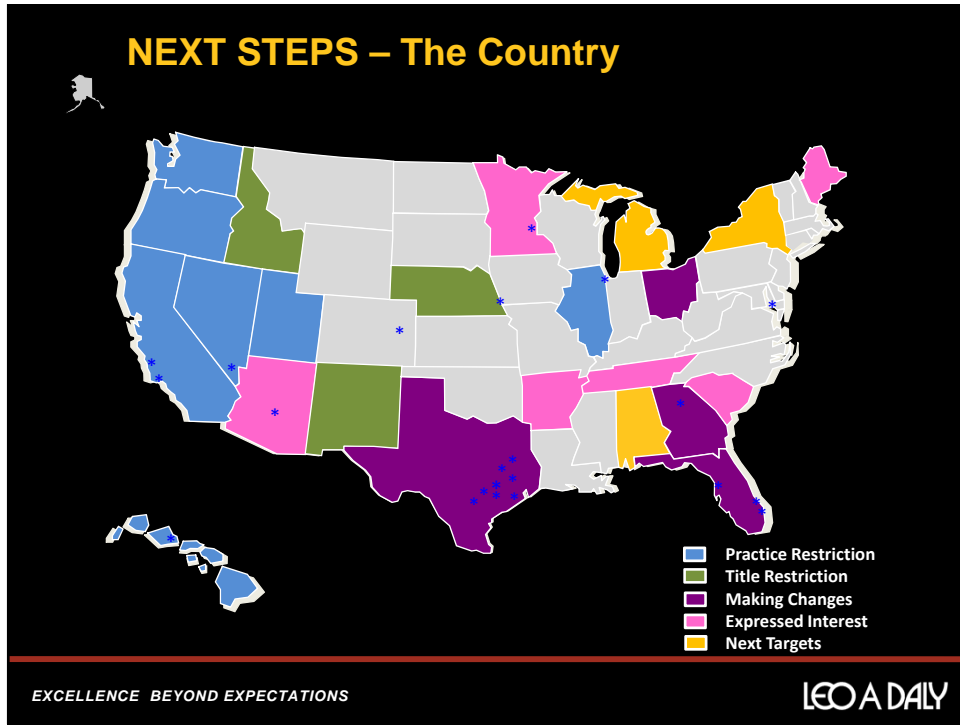 NEXT STEPS – The Country
Practice Restriction
Title Restriction
Making Changes
Expressed Interest
Next Targets
EXCELLENCE BEYOND EXPECTATIONS
LEO A DALY